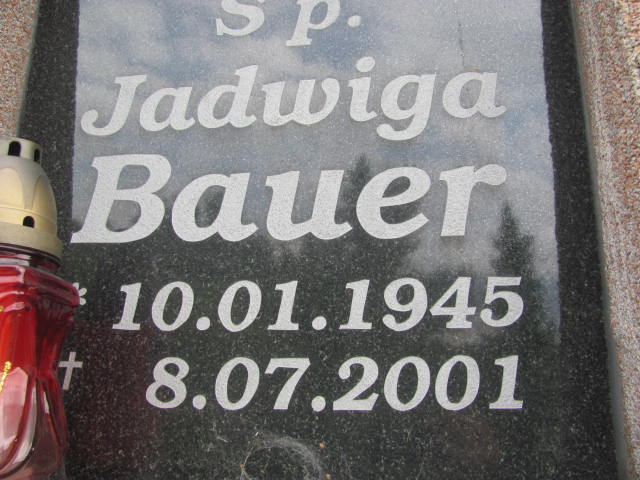 Ś p.
Jadwiga
Bauer
* 10.01.1945
† 8.07.2001